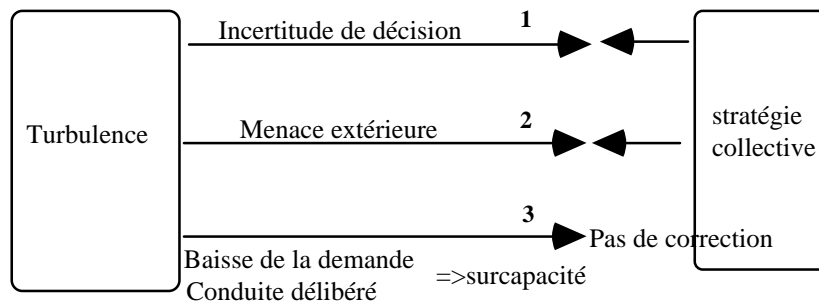 1
Incertitude de décision
Turbulence
Menace extérieure
2
stratégie
collective
3
Pas de correction
Baisse de la demande
Conduite délibéré
=>surcapacité